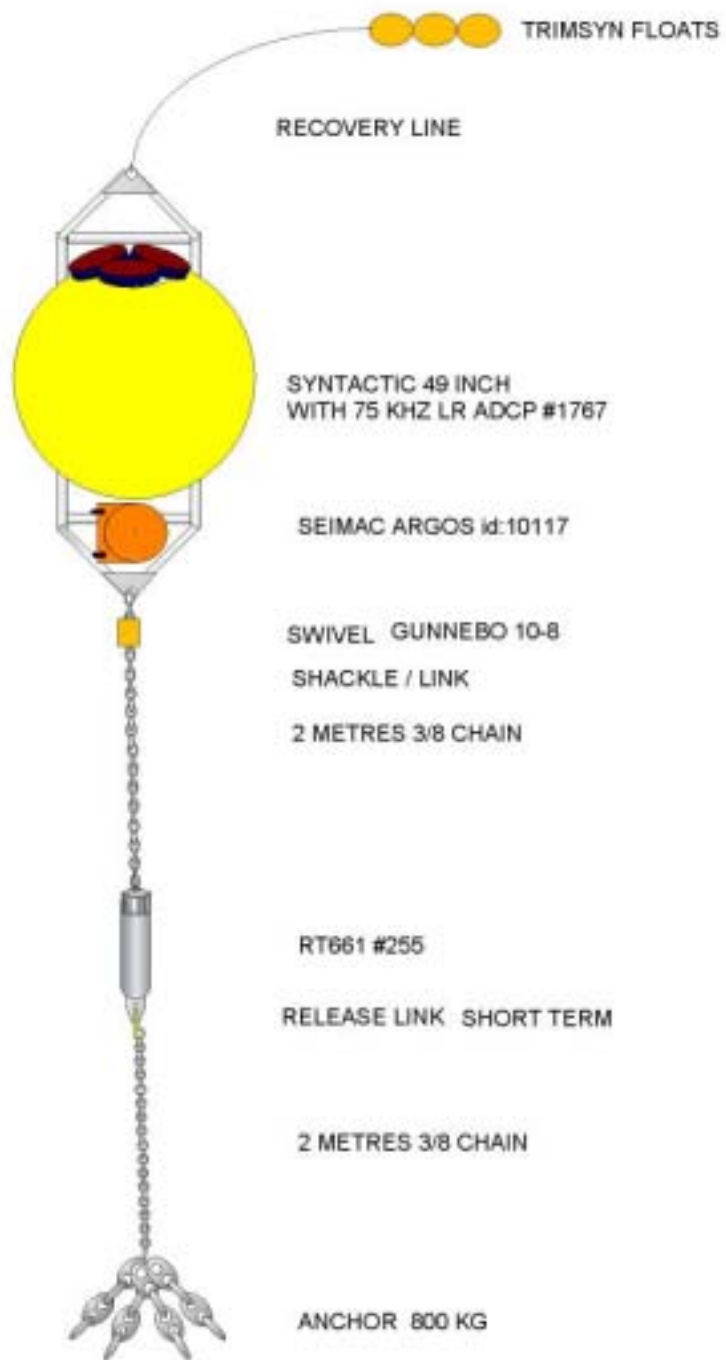 TRIMSYN FLOATS
RECOVERY LINE
SYNTACTIC 49 INCH
WITH 75 KHZ LR ADCP #1767
SEIMAC ARGOS id:10117
SWIVEL GUNNEBO 10-8
SHACKLE / LINK
2 METRES 3/8 CHAIN
RT661 #255
RELEASE LINK SHORT TERM
2 METRES 3/8 CHAIN
ANCHOR 800 KG